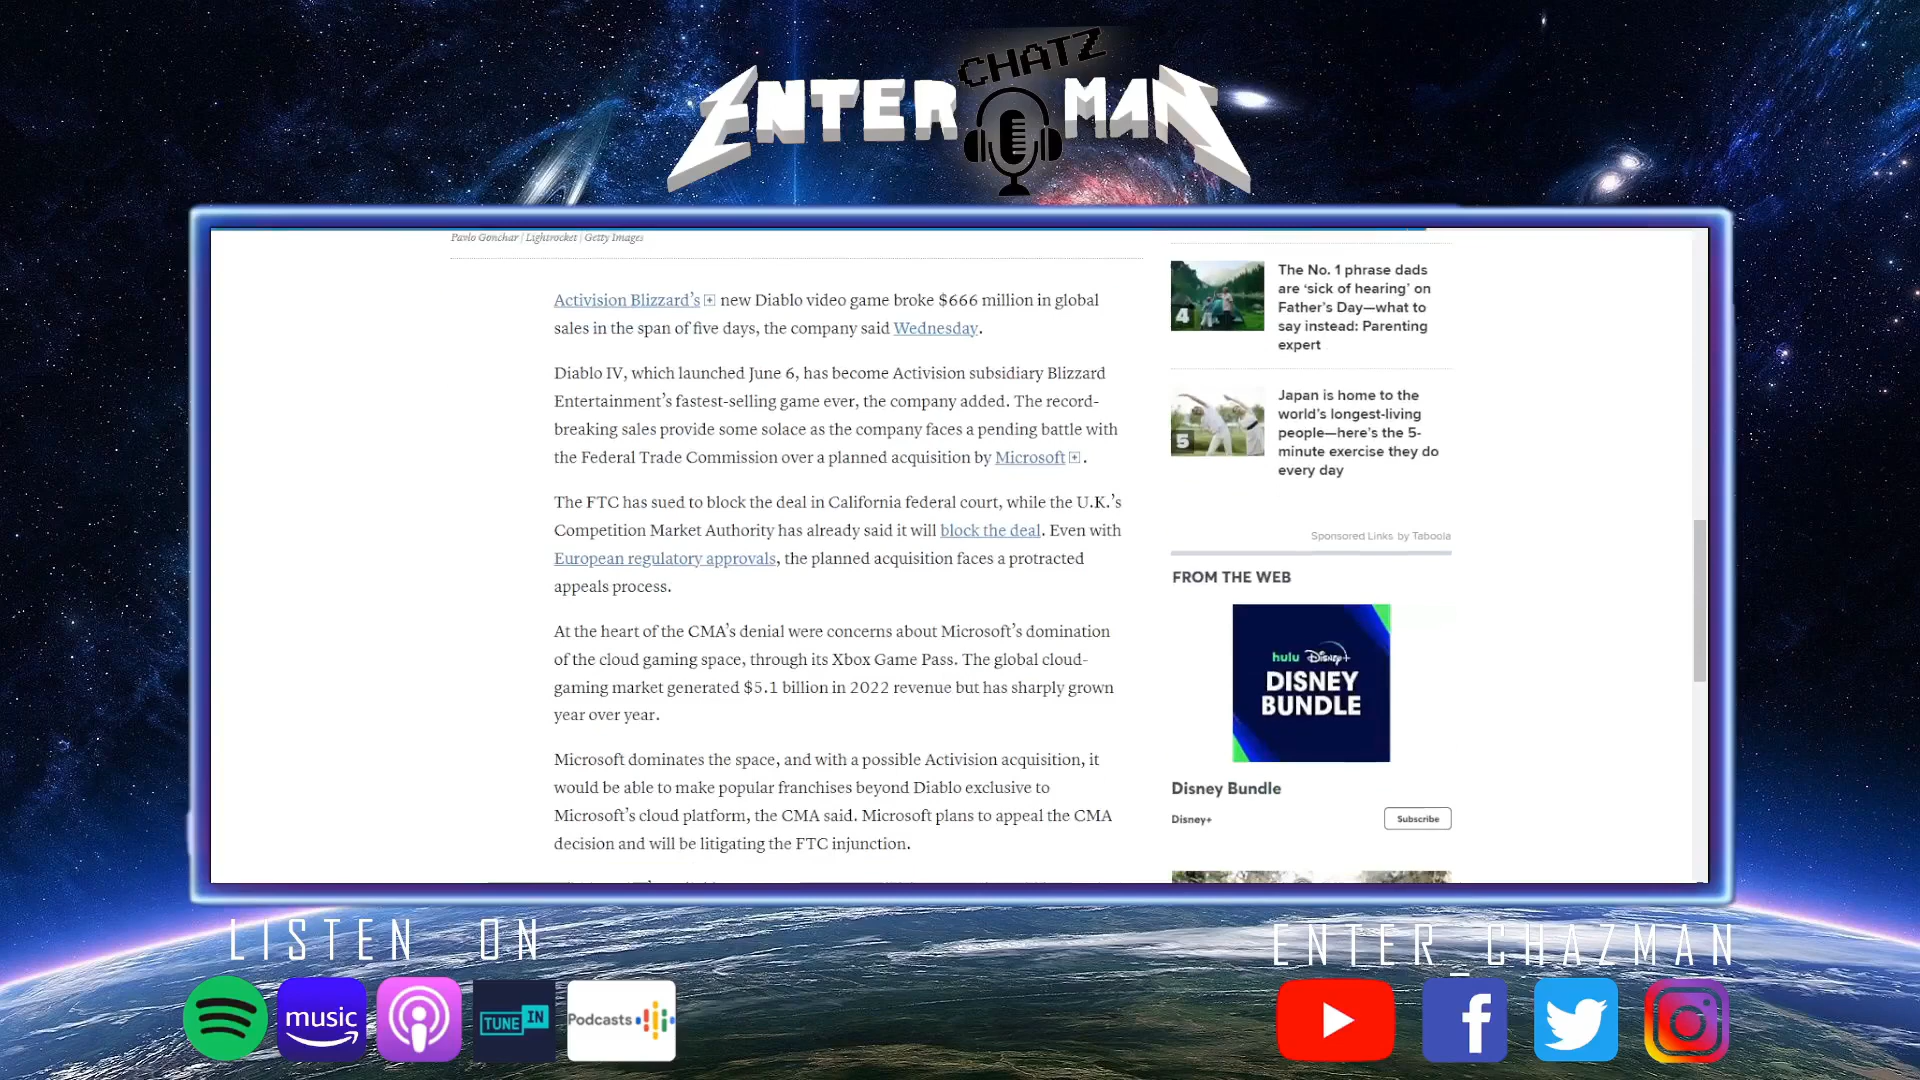 CHATZ
ENTER MAN
Pavlo Gonchar | Lightrocket | Getty Images
Activision Blizzard's new Diablo video game broke $666 million in global
sales in the span of five days, the company said Wednesday.
Diablo IV, which launched June 6, has become Activision subsidiary Blizzard
Entertainment's fastest-selling game ever, the company added. The record-
breaking sales provide some solace as the company faces a pending battle with
the Federal Trade Commission over a planned acquisition by Microsoft.
The FTC has sued to block the deal in California federal court, while the U.K.'s
Competition Market Authority has already said it will block the deal. Even with
European regulatory approvals, the planned acquisition faces a protracted
appeals process.
At the heart of the CMA's denial were concerns about Microsoft's domination
of the cloud gaming space, through its Xbox Game Pass. The global cloud-
gaming market generated $5.1 billion in 2022 revenue but has sharply grown
year over year.
Microsoft dominates the space, and with a possible Activision acquisition, it
would be able to make popular franchises beyond Diablo exclusive to
Microsoft's cloud platform, the CMA said. Microsoft plans to appeal the CMA
decision and will be litigating the FTC injunction.
4
The No. 1 phrase dads
are ‘sick of hearing’ on
Father's Day—what to
say instead: Parenting
expert
5
Japan is home to the
world's longest-living
people—here's the 5-
minute exercise they do
every day
Sponsored Links by Taboola
FROM THE WEB
hulu Disney+
DISNEY
BUNDLE
Disney Bundle
Disney+
Subscribe
LISTEN ON
music
TUNE IN
Podcasts
ENTER_CHAZMAN